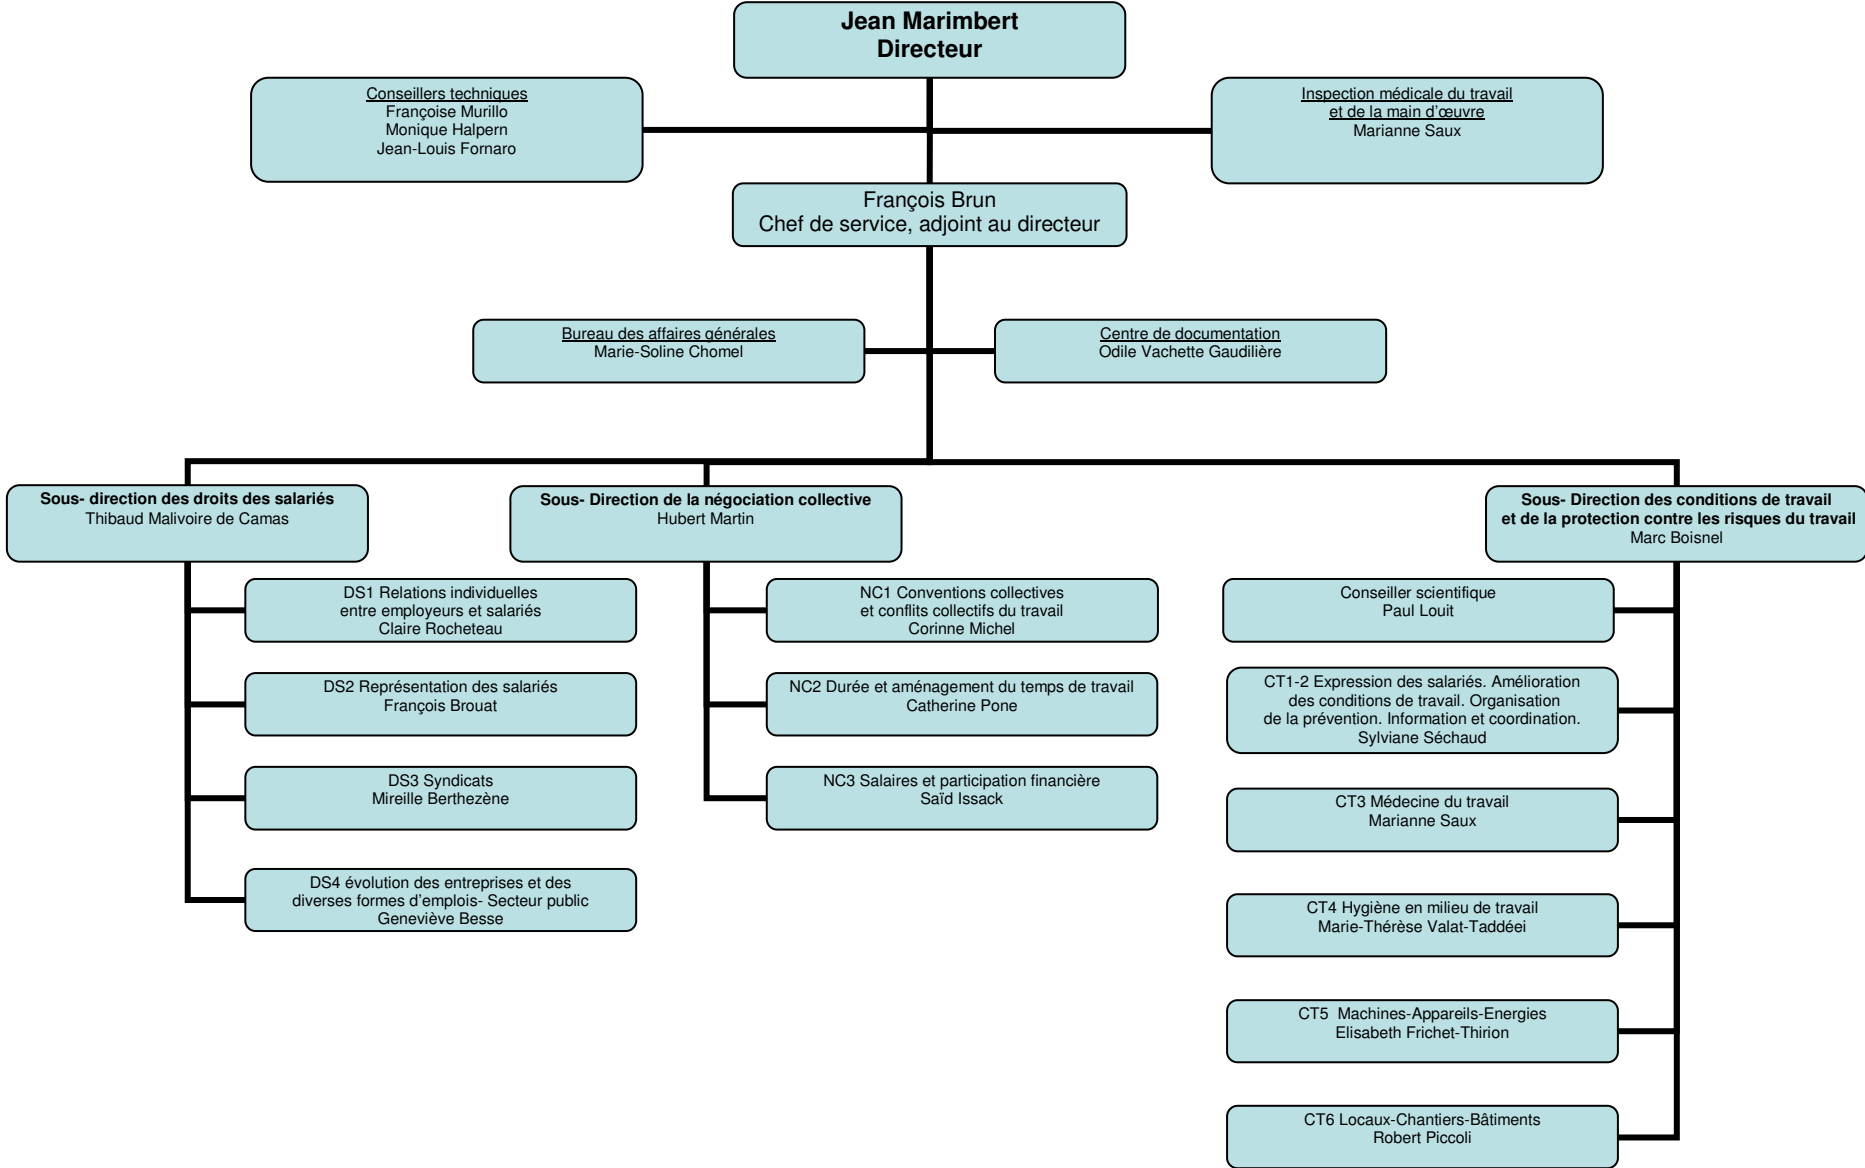 Jean Marimbert
Directeur
Conseillers techniques
Françoise Murillo
Monique Halpern
Jean-Louis Fornaro
Inspection médicale du travail
et de la main d'œuvre
Marianne Saux
François Brun
Chef de service, adjoint au directeur
Bureau des affaires générales
Marie-Soline Chomel
Centre de documentation
Odile Vachette Gaudilière
Sous- direction des droits des salariés
Thibaud Malivoire de Camas
DS1 Relations individuelles
entre employeurs et salariés
Claire Rocheteau
DS2 Représentation des salariés
François Brouat
DS3 Syndicats
Mireille Berthezène
DS4 évolution des entreprises et des
diverses formes d'emplois- Secteur public
Geneviève Besse
Sous- Direction de la négociation collective
Hubert Martin
NC1 Conventions collectives
et conflits collectifs du travail
Corinne Michel
NC2 Durée et aménagement du temps de travail
Catherine Pone
NC3 Salaires et participation financière
Saïd Issack
Sous- Direction des conditions de travail
et de la protection contre les risques du travail
Marc Boisnel
Conseiller scientifique
Paul Louit
CT1-2 Expression des salariés. Amélioration
des conditions de travail. Organisation
de la prévention. Information et coordination.
Sylviane Séchaud
CT3 Médecine du travail
Marianne Saux
CT4 Hygiène en milieu de travail
Marie-Thérèse Valat-Taddéei
CT5  Machines-Appareils-Energies
Elisabeth Frichet-Thirion
CT6 Locaux-Chantiers-Bâtiments
Robert Piccoli